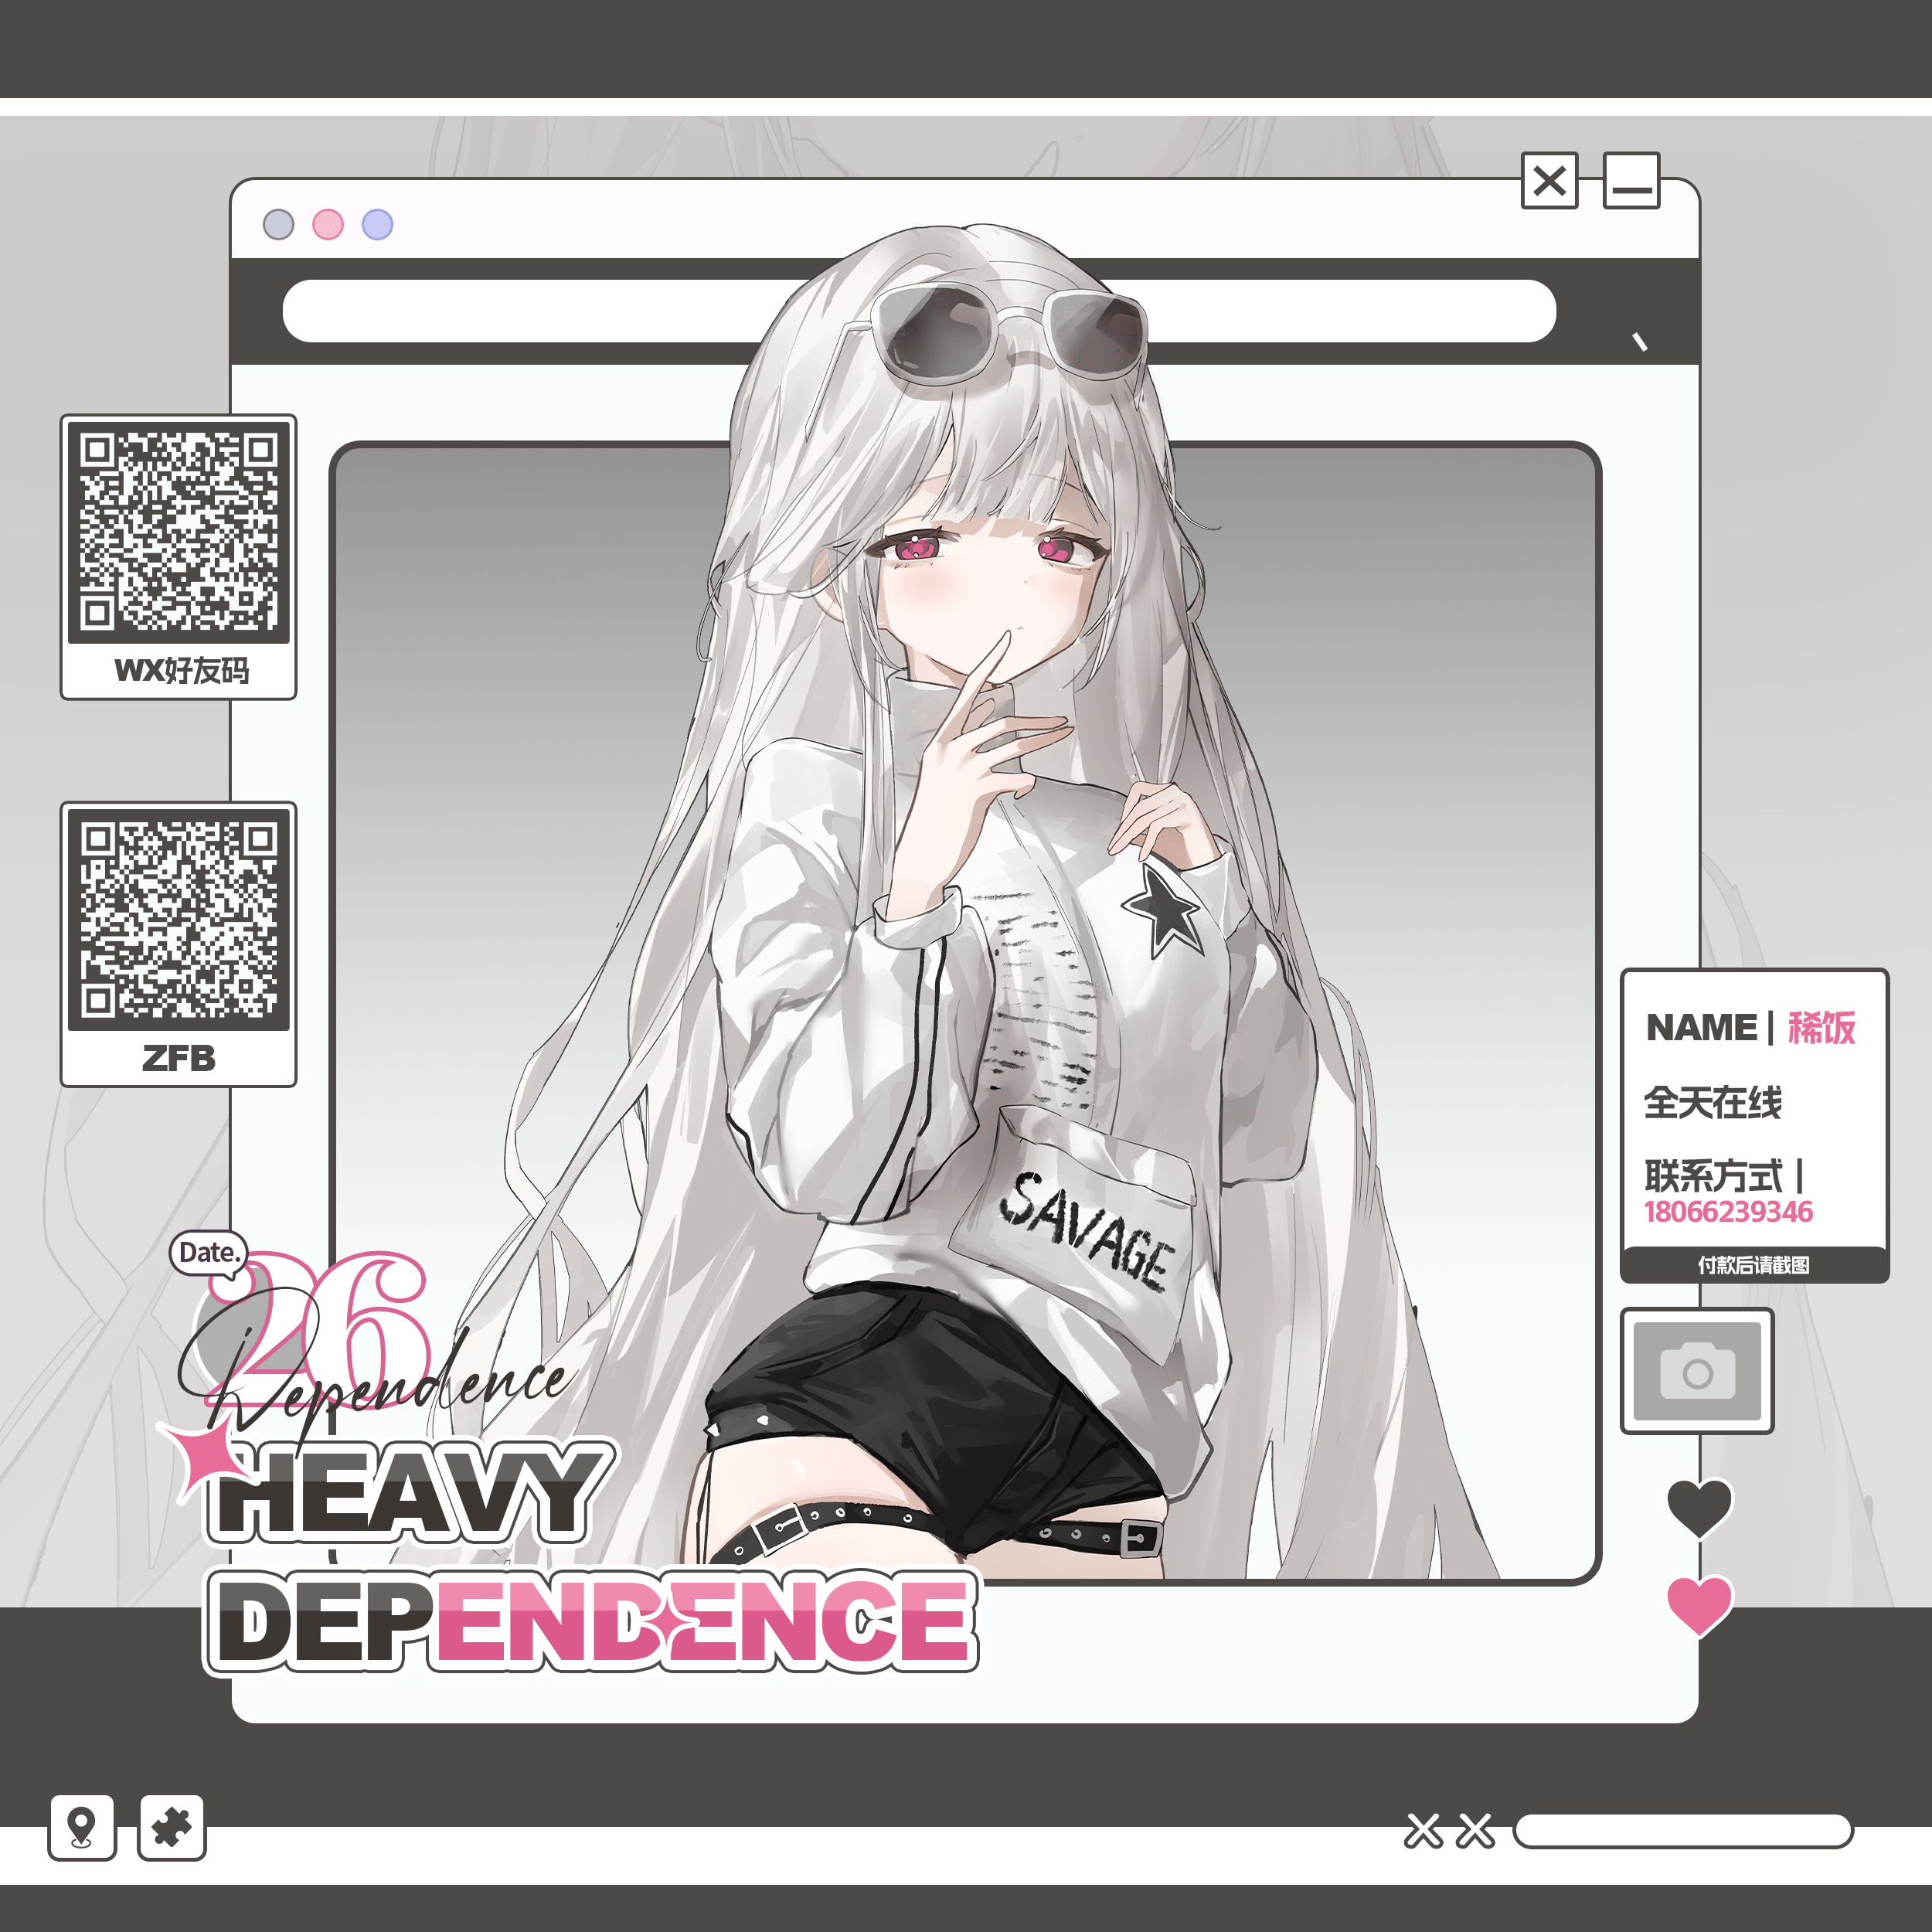 WX好友码
ZFB
NAME | 稀饭
全天在线
联系方式 |
18066239346
付款后请截图
SAVAGE
Date.
26
Dependence
HEAVY
DEPENDENCE